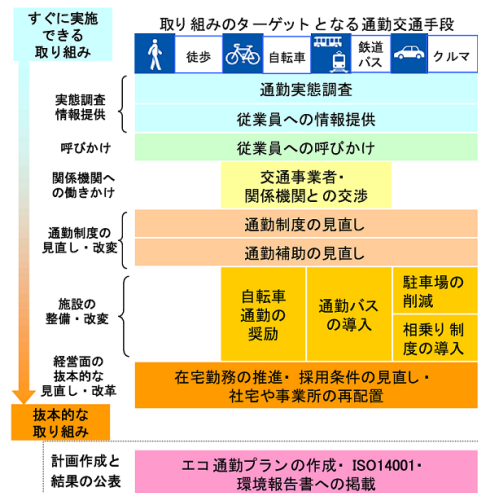 すぐに実施
できる
取り組み
取り組みのターゲットとなる通勤交通手段
徒歩
自転車
鉄道
バス
クルマ
実態調査
情報提供
通勤実態調査
従業員への情報提供
呼びかけ
従業員への呼びかけ
関係機関へ
の働きかけ
交通事業者・
関係機関との交渉
通勤制度の
見直し・改変
通勤制度の見直し
通勤補助の見直し
施設の
整備・改変
自転車
通勤の
奨励
通勤バス
の導入
駐車場の
削減
相乗り制
度の導入
経営面の
抜本的な
見直し・改革
在宅勤務の推進・採用条件の見直し・
社宅や事業所の再配置
抜本的な
取り組み
計画作成と
結果の公表
エコ通勤プランの作成・ISO14001・
環境報告書への掲載